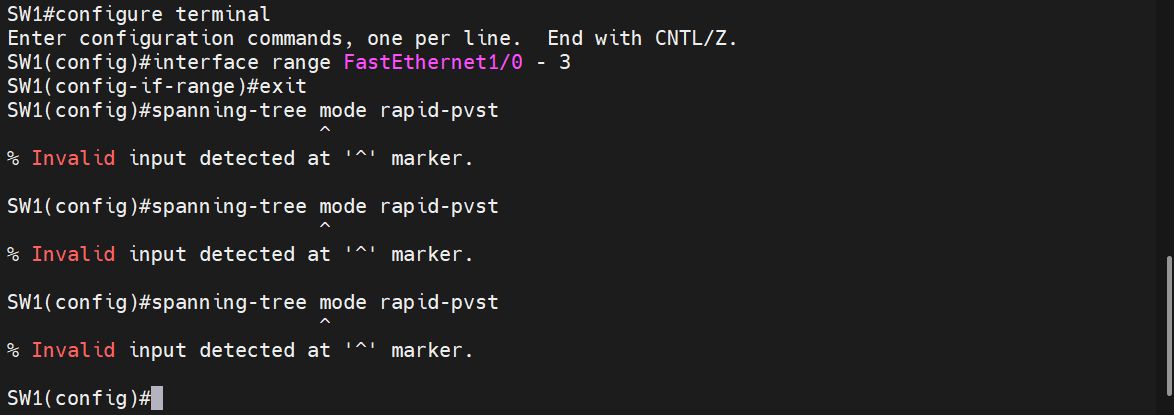 SW1#configure terminal
Enter configuration commands, one per line.  End with CNTL/Z.
SW1(config)#interface range FastEthernet1/0 - 3
SW1(config-if-range)#exit
SW1(config)#spanning-tree mode rapid-pvst
                          ^
% Invalid input detected at '^' marker.

SW1(config)#spanning-tree mode rapid-pvst
                          ^
% Invalid input detected at '^' marker.

SW1(config)#spanning-tree mode rapid-pvst
                          ^
% Invalid input detected at '^' marker.

SW1(config)#